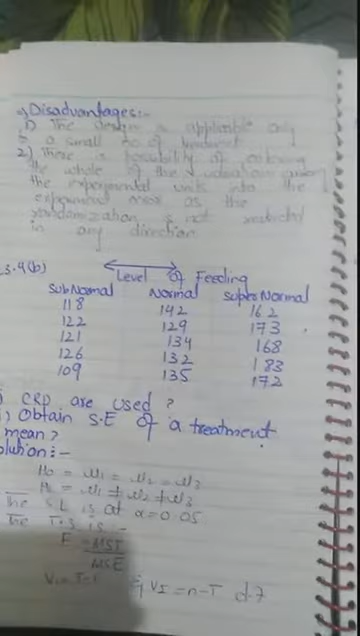 Disadvantages:-
1) The design is applicable only
a small no of treatment
2) There is possibility of entering
the whole of the variation among
the experimental units into the
experimental error as the
randomization is not restricted
in any direction
3.4(b)
Level of Feeding
SubNormal Normal SuperNormal
118 142 162
122 129 173
121 134 168
126 132 183
109 135 172
CRD are used ?
Obtain S.E of a treatment
mean ?
olution :-
H0 = μ1 = μ2 = μ3
= μ1 ≠ μ2 ≠ μ3
The S.L is at α=0.05
The T.S is -
F = MST
MSE
V1 = T-1 V = n-T d.f